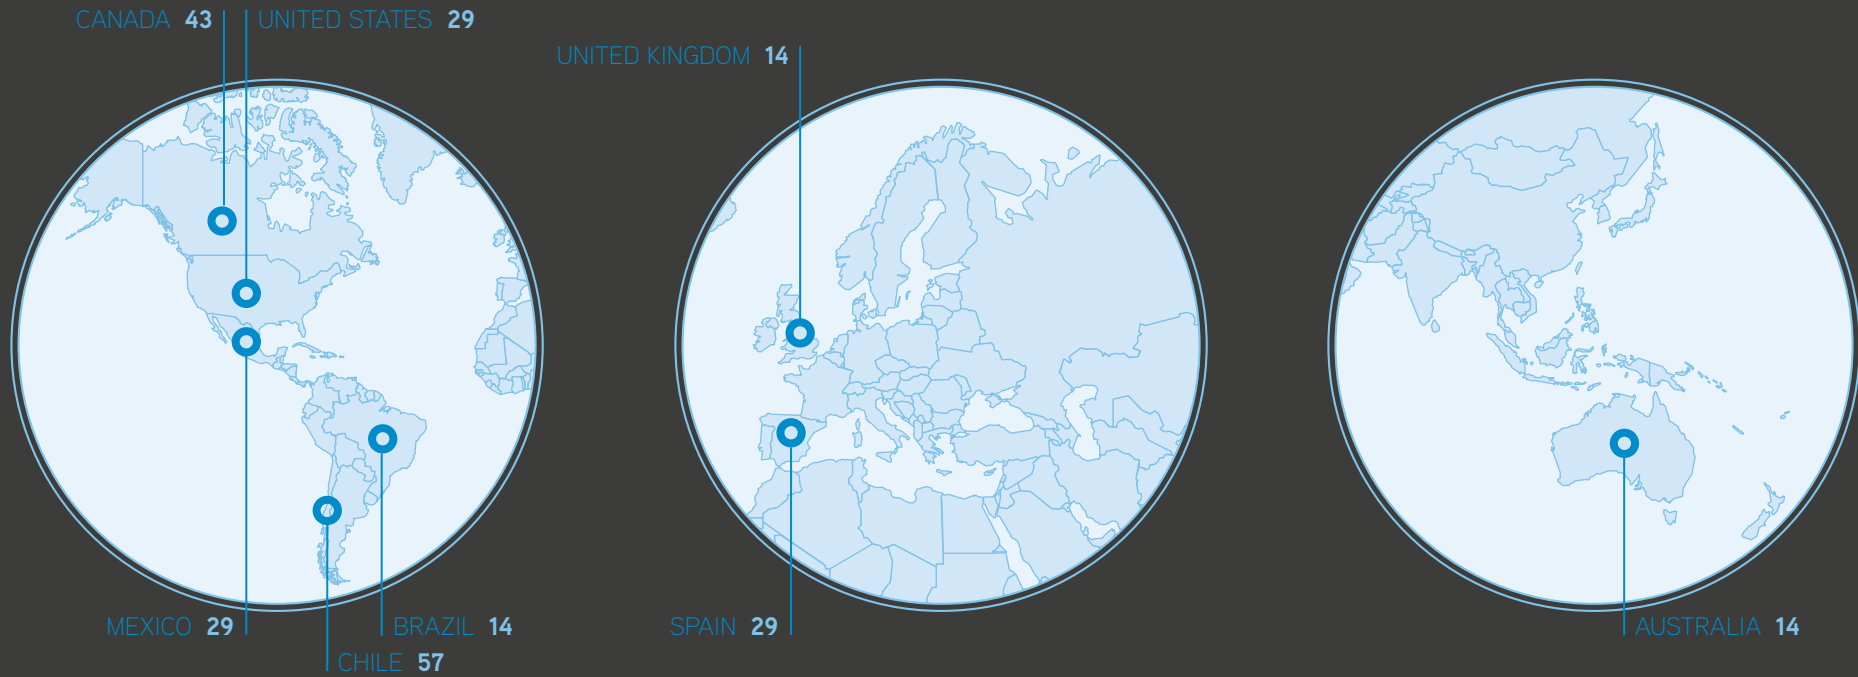 CANADA 43
UNITED STATES 29
UNITED KINGDOM 14
MEXICO 29
BRAZIL 14
CHILE 57
SPAIN 29
AUSTRALIA 14